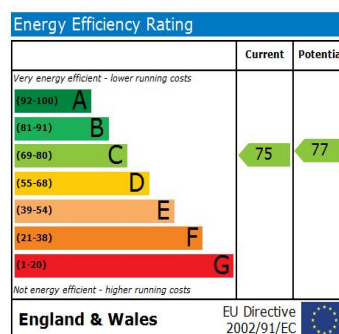 Energy Efficiency Rating
Current Potentia
Very energy efficient - lower running costs
(92-100) A
(81-91) B
(69-80) C
75 77
(55-68) D
(39-54) E
(21-38) F
(1-20) G
Not energy efficient - higher running costs
England & Wales
EU Directive
2002/91/EC